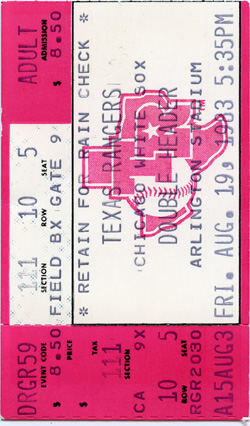 DRGR59
EVENT CODE
$ 8.50
PRICE
$
TAX
111
SECTION
CA 9X
10 5
ROW SEAT
RGR2030
A15AUG3
111 10 5
SECTION ROW SEAT
FIELD BX GATE 9
* RETAIN FOR RAIN CHECK *
TEXAS RANGERS
CHICAGO WHITE SOX
DOUBLE HEADER
ARLINGTON STADIUM
FRI. AUG. 19, 1983 5:35PM
ADULT
ADMISSION
$ 8.50